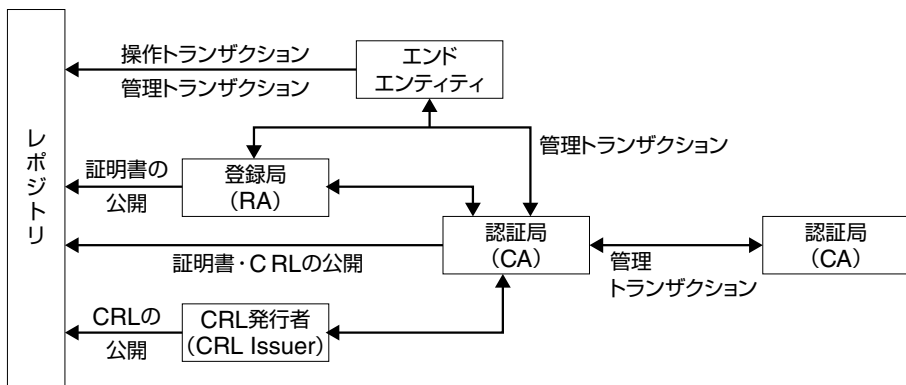 レポジトリ
操作トランザクション
管理トランザクション
エンド
エンティティ
管理トランザクション
証明書の
公開
登録局
(RA)
認証局
(CA)
認証局
(CA)
証明書・CRLの公開
管理
トランザクション
CRLの
公開
CRL発行者
(CRL Issuer)